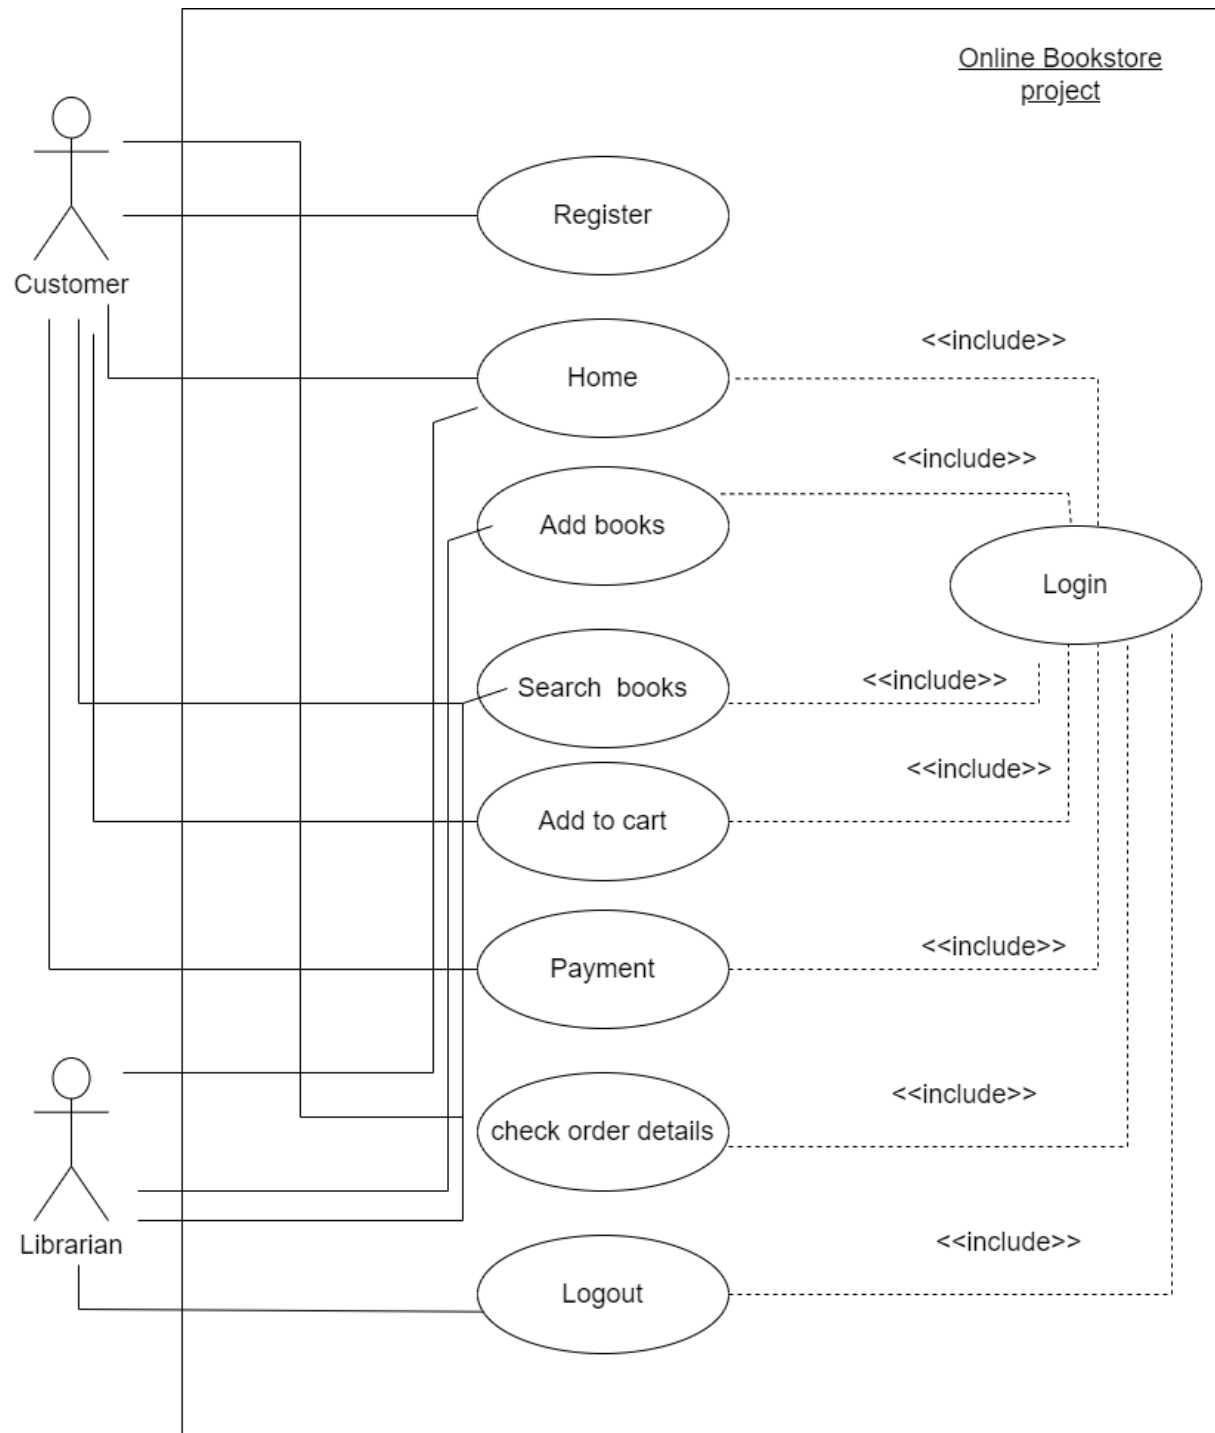 Online Bookstore
project
Register
Customer
<<include>>
Home
<<include>>
Add books
Login
<<include>>
Search  books
<<include>>
Add to cart
<<include>>
Payment
<<include>>
check order details
Librarian
<<include>>
Logout